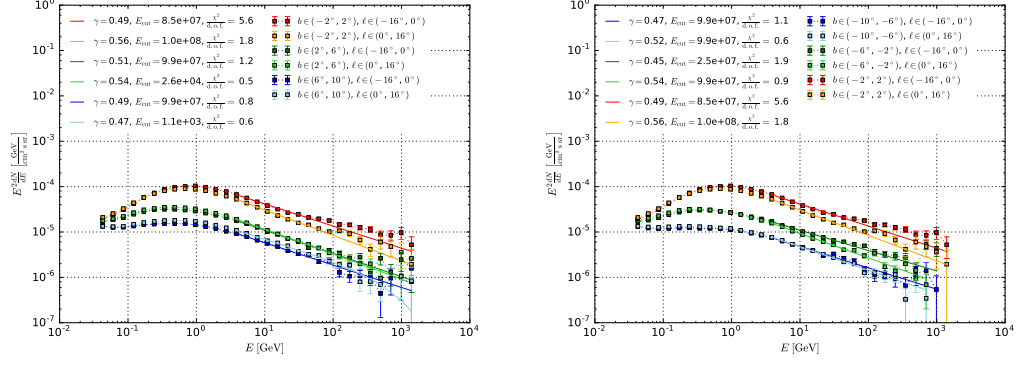 γ=0.49, E_cut=8.5e+07, χ²/d.o.f. = 5.6
γ=0.56, E_cut=1.0e+08, χ²/d.o.f. = 1.8
γ=0.51, E_cut=9.9e+07, χ²/d.o.f. = 1.2
γ=0.54, E_cut=2.6e+04, χ²/d.o.f. = 0.5
γ=0.49, E_cut=9.9e+07, χ²/d.o.f. = 0.8
γ=0.47, E_cut=1.1e+03, χ²/d.o.f. = 0.6
b∈(−2°, 2°), ℓ∈(−16°, 0°)
b∈(−2°, 2°), ℓ∈(0°, 16°)
b∈(2°, 6°), ℓ∈(−16°, 0°)
b∈(2°, 6°), ℓ∈(0°, 16°)
b∈(6°, 10°), ℓ∈(−16°, 0°)
b∈(6°, 10°), ℓ∈(0°, 16°)
10⁰
10⁻¹
10⁻²
10⁻³
10⁻⁴
10⁻⁵
10⁻⁶
10⁻⁷
E² dN/dE [GeV/cm² s sr]
10⁻² 10⁻¹ 10⁰ 10¹ 10² 10³ 10⁴
E [GeV]
γ=0.47, E_cut=9.9e+07, χ²/d.o.f. = 1.1
γ=0.52, E_cut=9.9e+07, χ²/d.o.f. = 0.6
γ=0.45, E_cut=2.5e+07, χ²/d.o.f. = 1.9
γ=0.54, E_cut=9.9e+07, χ²/d.o.f. = 0.9
γ=0.49, E_cut=8.5e+07, χ²/d.o.f. = 5.6
γ=0.56, E_cut=1.0e+08, χ²/d.o.f. = 1.8
b∈(−10°, −6°), ℓ∈(−16°, 0°)
b∈(−10°, −6°), ℓ∈(0°, 16°)
b∈(−6°, −2°), ℓ∈(−16°, 0°)
b∈(−6°, −2°), ℓ∈(0°, 16°)
b∈(−2°, 2°), ℓ∈(−16°, 0°)
b∈(−2°, 2°), ℓ∈(0°, 16°)
10⁰
10⁻¹
10⁻²
10⁻³
10⁻⁴
10⁻⁵
10⁻⁶
10⁻⁷
E² dN/dE [GeV/cm² s sr]
10⁻² 10⁻¹ 10⁰ 10¹ 10² 10³ 10⁴
E [GeV]